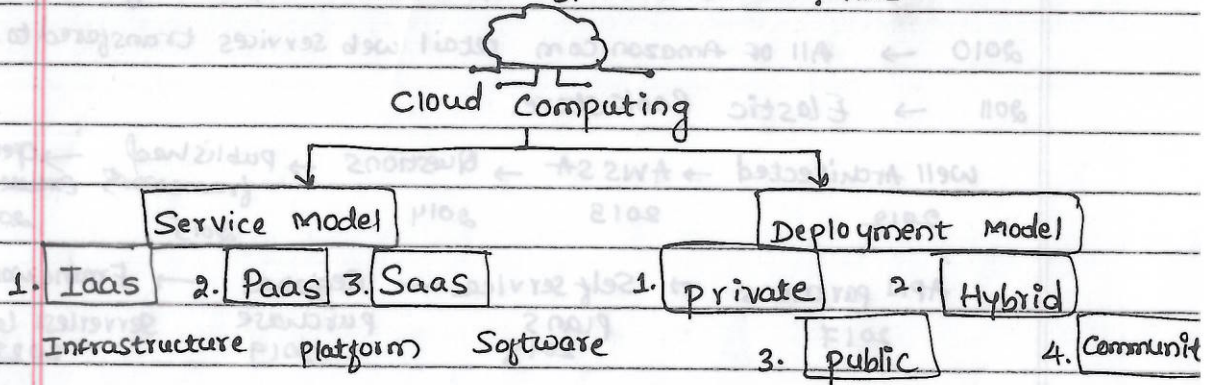 Cloud Computing
Service Model Deployment Model
1. Iaas 2. Paas 3. Saas 1. Private 2. Hybrid
Infrastructure platform Software 3. Public 4.